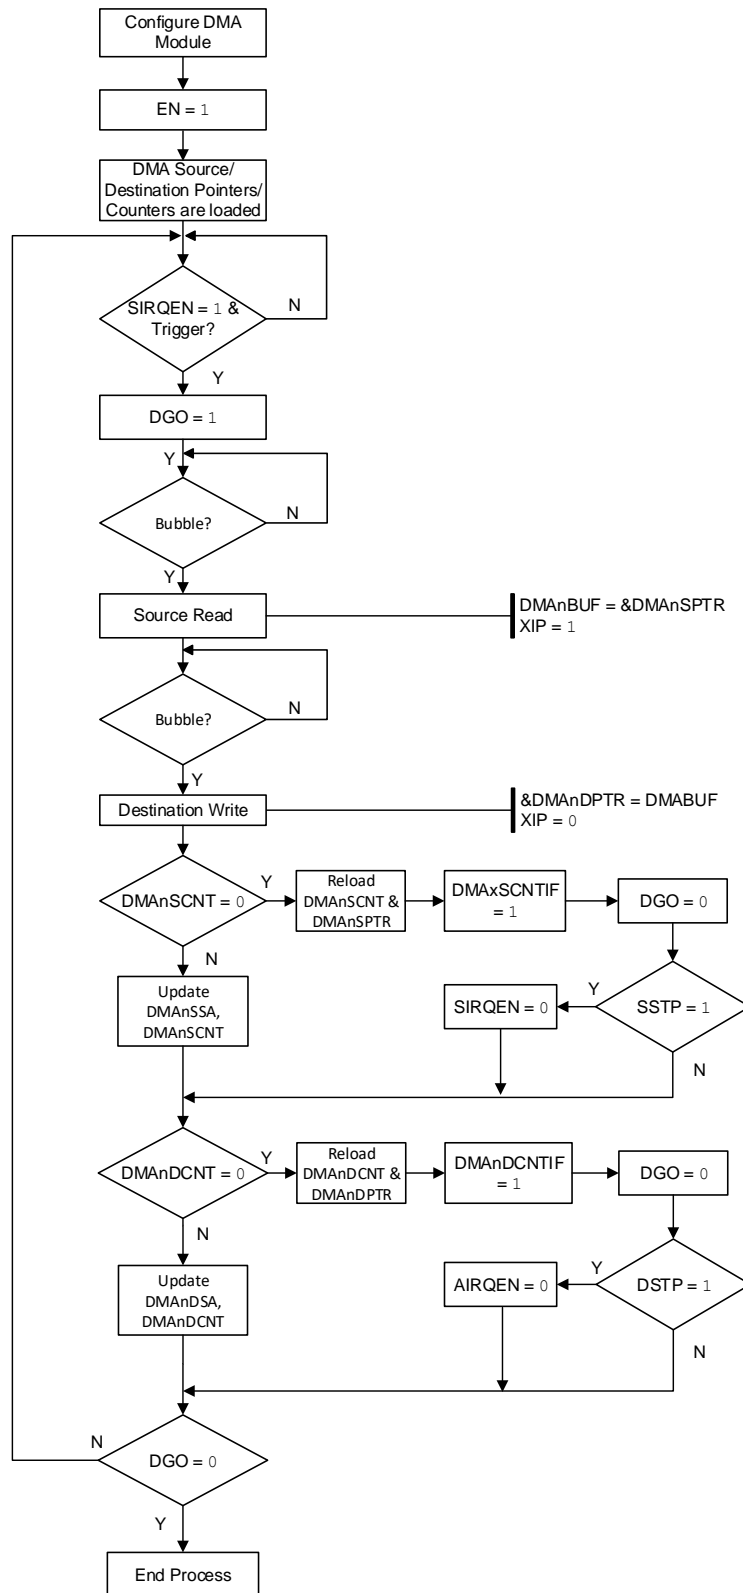 Configure DMA
Module
EN = 1
DMA Source/
Destination Pointers/
Counters are loaded
SIRQEN = 1 &
Trigger?
N
Y
DGO = 1
Y
Bubble?
N
Y
Source Read
DMAnBUF = &DMAnSPTR
XIP = 1
Bubble?
N
Y
Destination Write
&DMAnDPTR = DMABUF
XIP = 0
DMAnSCNT = 0
Y
Reload
DMAnSCNT &
DMAnSPTR
DMAxSCNTIF
= 1
DGO = 0
N
Update
DMAnSSA,
DMAnSCNT
SIRQEN = 0
Y
SSTP = 1
N
DMAnDCNT = 0
Y
Reload
DMAnDCNT &
DMAnDPTR
DMAnDCNTIF
= 1
DGO = 0
N
Update
DMAnDSA,
DMAnDCNT
AIRQEN = 0
Y
DSTP = 1
N
N
DGO = 0
Y
End Process